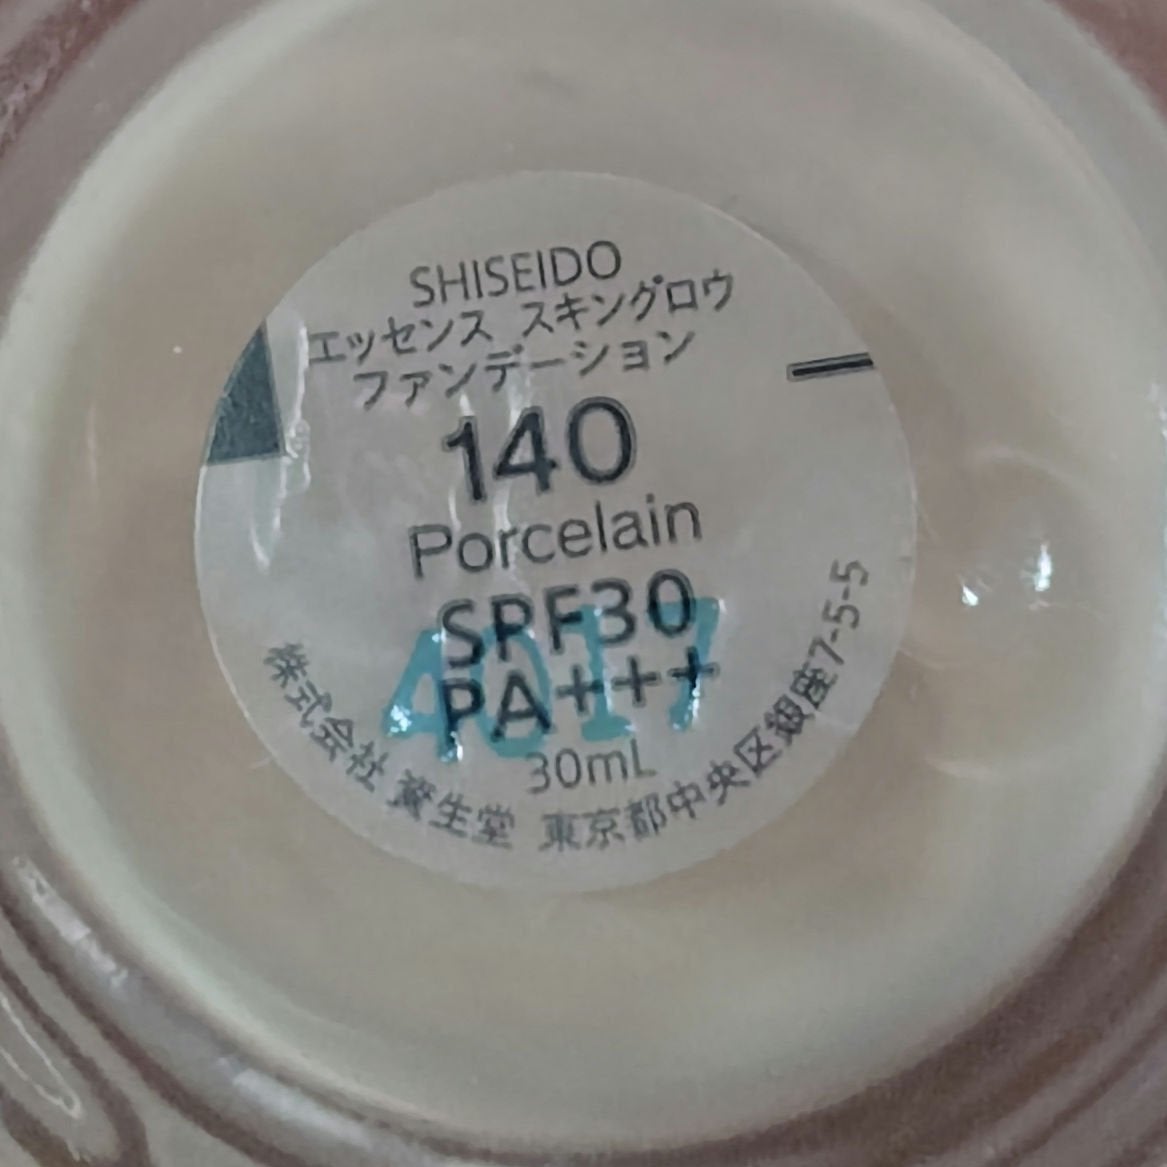 SHISEIDO
エッセンス スキングロウ
ファンデーション
140
Porcelain
SPF30
PA+++
4017
30mL
株式会社 資生堂 東京都中央区銀座7-5-5